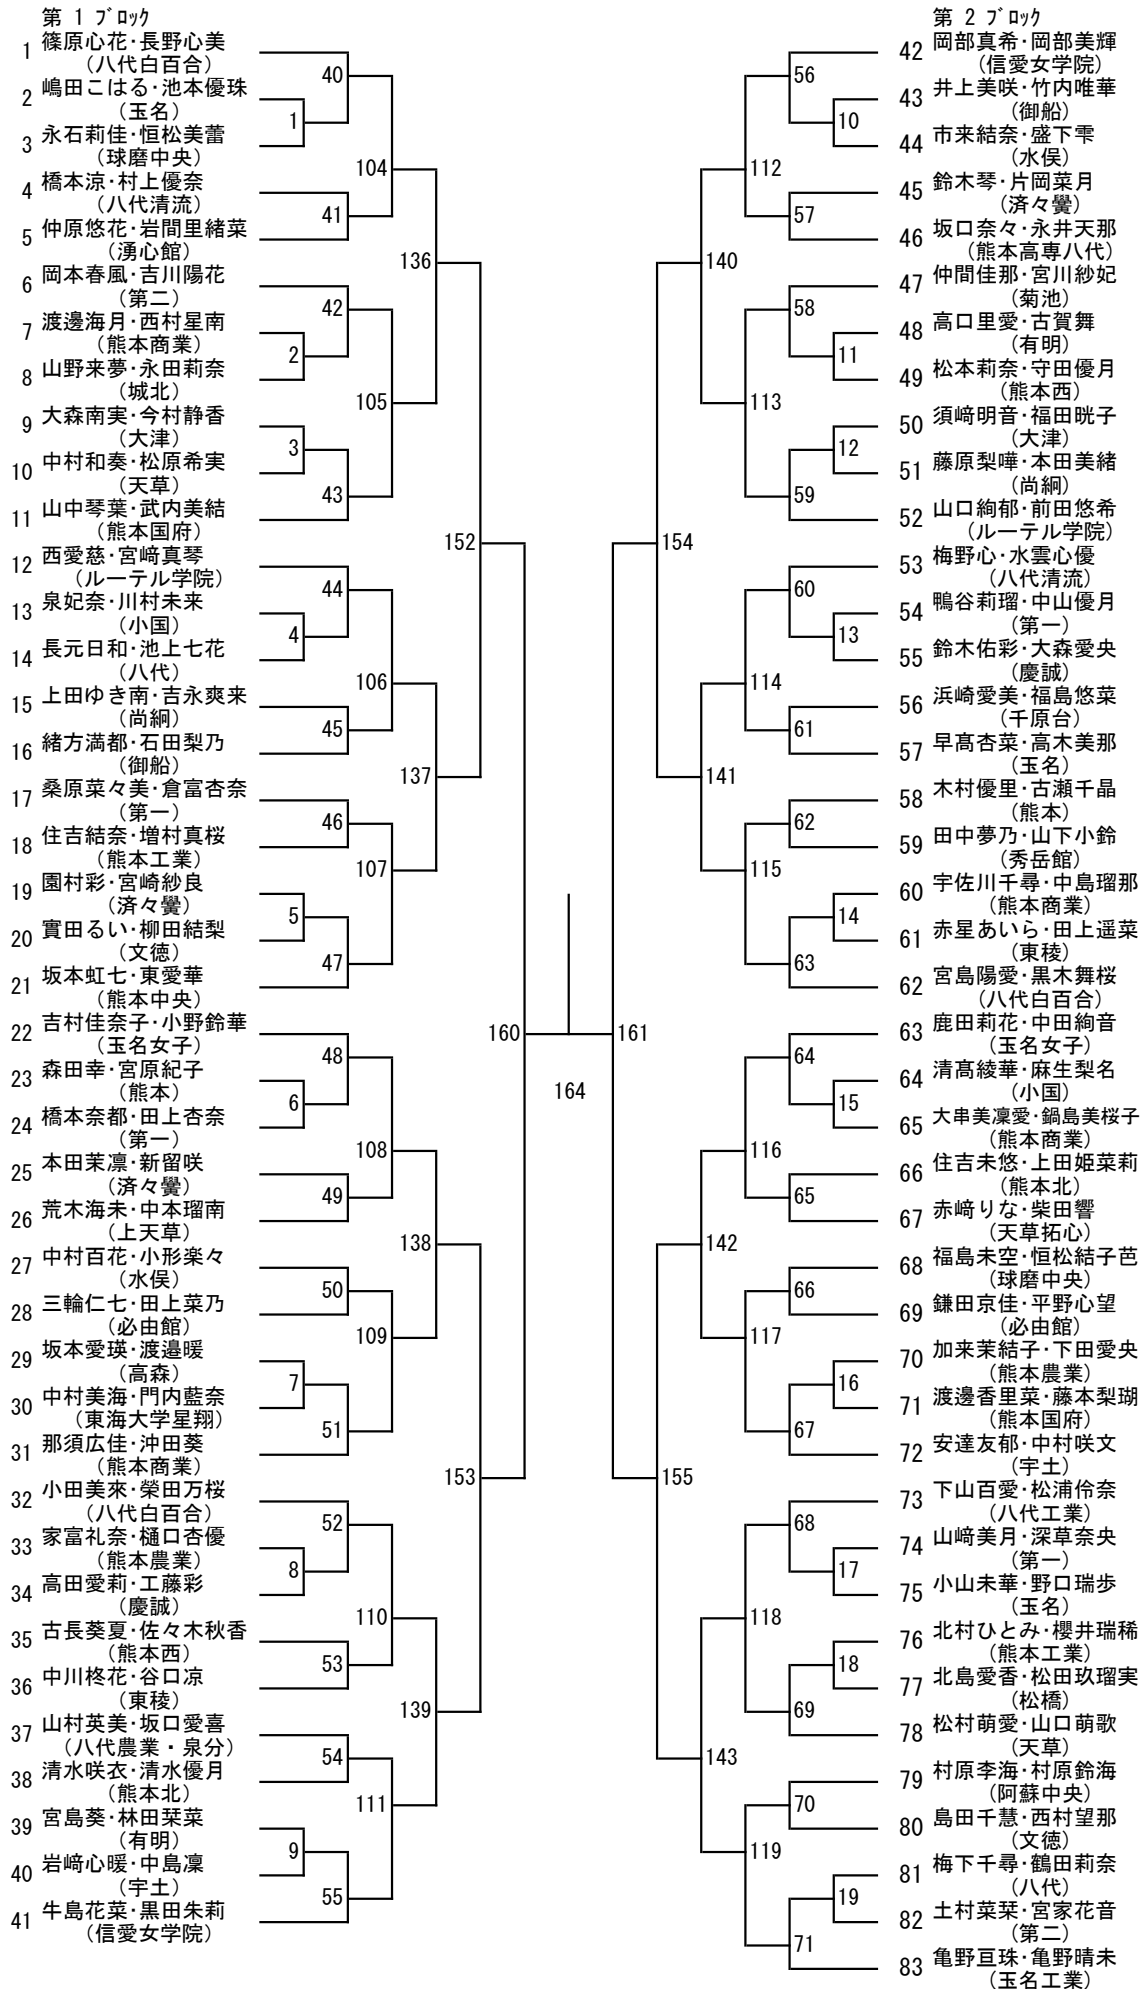 第 1 ブロック
1 篠原心花・長野心美
(八代白百合)
2 嶋田こはる・池本優珠
(玉名)
3 永石莉佳・恒松美蕾
(球磨中央)
4 橋本涼・村上優奈
(八代清流)
5 仲原悠花・岩間里緒菜
(湧心館)
6 岡本春風・吉川陽花
(第二)
7 渡邊海月・西村星南
(熊本商業)
8 山野来夢・永田莉奈
(城北)
9 大森南実・今村静香
(大津)
10 中村和奏・松原希実
(天草)
11 山中琴葉・武内美結
(熊本国府)
12 西愛慈・宮﨑真琴
(ルーテル学院)
13 泉妃奈・川村未来
(小国)
14 長元日和・池上七花
(八代)
15 上田ゆき南・吉永爽来
(尚絅)
16 緒方満都・石田梨乃
(御船)
17 桑原菜々美・倉富杏奈
(第一)
18 住吉結奈・増村真桜
(熊本工業)
19 園村彩・宮崎紗良
(済々黌)
20 實田るい・柳田結梨
(文徳)
21 坂本虹七・東愛華
(熊本中央)
22 吉村佳奈子・小野鈴華
(玉名女子)
23 森田幸・宮原紀子
(熊本)
24 橋本奈都・田上杏奈
(第一)
25 本田茉凛・新留咲
(済々黌)
26 荒木海未・中本瑠南
(上天草)
27 中村百花・小形楽々
(水俣)
28 三輪仁七・田上菜乃
(必由館)
29 坂本愛瑛・渡邉暖
(高森)
30 中村美海・門内藍奈
(東海大学星翔)
31 那須広佳・沖田葵
(熊本商業)
32 小田美來・榮田万桜
(八代白百合)
33 家富礼奈・樋口杏優
(熊本農業)
34 高田愛莉・工藤彩
(慶誠)
35 古長葵夏・佐々木秋香
(熊本西)
36 中川柊花・谷口凉
(東稜)
37 山村英美・坂口愛喜
(八代農業・泉分)
38 清水咲衣・清水優月
(熊本北)
39 宮島葵・林田栞菜
(有明)
40 岩﨑心暖・中島凜
(宇土)
41 牛島花菜・黒田朱莉
(信愛女学院)
40
1
104
41
136
42
2
105
3
43
152
44
4
106
45
137
46
107
5
47
160
48
6
108
49
138
50
109
7
51
153
52
8
110
53
139
54
111
9
55
164
第 2 ブロック
42 岡部真希・岡部美輝
(信愛女学院)
43 井上美咲・竹内唯華
(御船)
44 市来結奈・盛下雫
(水俣)
45 鈴木琴・片岡菜月
(済々黌)
46 坂口奈々・永井天那
(熊本高専八代)
47 仲間佳那・宮川紗妃
(菊池)
48 高口里愛・古賀舞
(有明)
49 松本莉奈・守田優月
(熊本西)
50 須﨑明音・福田晄子
(大津)
51 藤原梨嘩・本田美緒
(尚絅)
52 山口絢郁・前田悠希
(ルーテル学院)
53 梅野心・水雲心優
(八代清流)
54 鴨谷莉瑠・中山優月
(第一)
55 鈴木佑彩・大森愛央
(慶誠)
56 浜崎愛美・福島悠菜
(千原台)
57 早髙杏菜・高木美那
(玉名)
58 木村優里・古瀬千晶
(熊本)
59 田中夢乃・山下小鈴
(秀岳館)
60 宇佐川千尋・中島瑠那
(熊本商業)
61 赤星あいら・田上遥菜
(東稜)
62 宮島陽愛・黒木舞桜
(八代白百合)
63 鹿田莉花・中田絢音
(玉名女子)
64 清髙綾華・麻生梨名
(小国)
65 大串美凜愛・鍋島美桜子
(熊本商業)
66 住吉未悠・上田姫菜莉
(熊本北)
67 赤﨑りな・柴田響
(天草拓心)
68 福島未空・恒松結子芭
(球磨中央)
69 鎌田京佳・平野心望
(必由館)
70 加来茉結子・下田愛央
(熊本農業)
71 渡邊香里菜・藤本梨瑚
(熊本国府)
72 安達友郁・中村咲文
(宇土)
73 下山百愛・松浦伶奈
(八代工業)
74 山﨑美月・深草奈央
(第一)
75 小山未華・野口瑞歩
(玉名)
76 北村ひとみ・櫻井瑞稀
(熊本工業)
77 北島愛香・松田玖瑠実
(松橋)
78 松村萌愛・山口萌歌
(天草)
79 村原李海・村原鈴海
(阿蘇中央)
80 島田千慧・西村望那
(文徳)
81 梅下千尋・鶴田莉奈
(八代)
82 土村菜栞・宮家花音
(第二)
83 亀野亘珠・亀野晴未
(玉名工業)
56
10
112
57
140
58
11
113
12
59
154
60
13
114
61
141
62
115
14
63
161
64
15
116
65
142
66
117
16
67
155
68
17
118
18
69
143
70
119
19
71